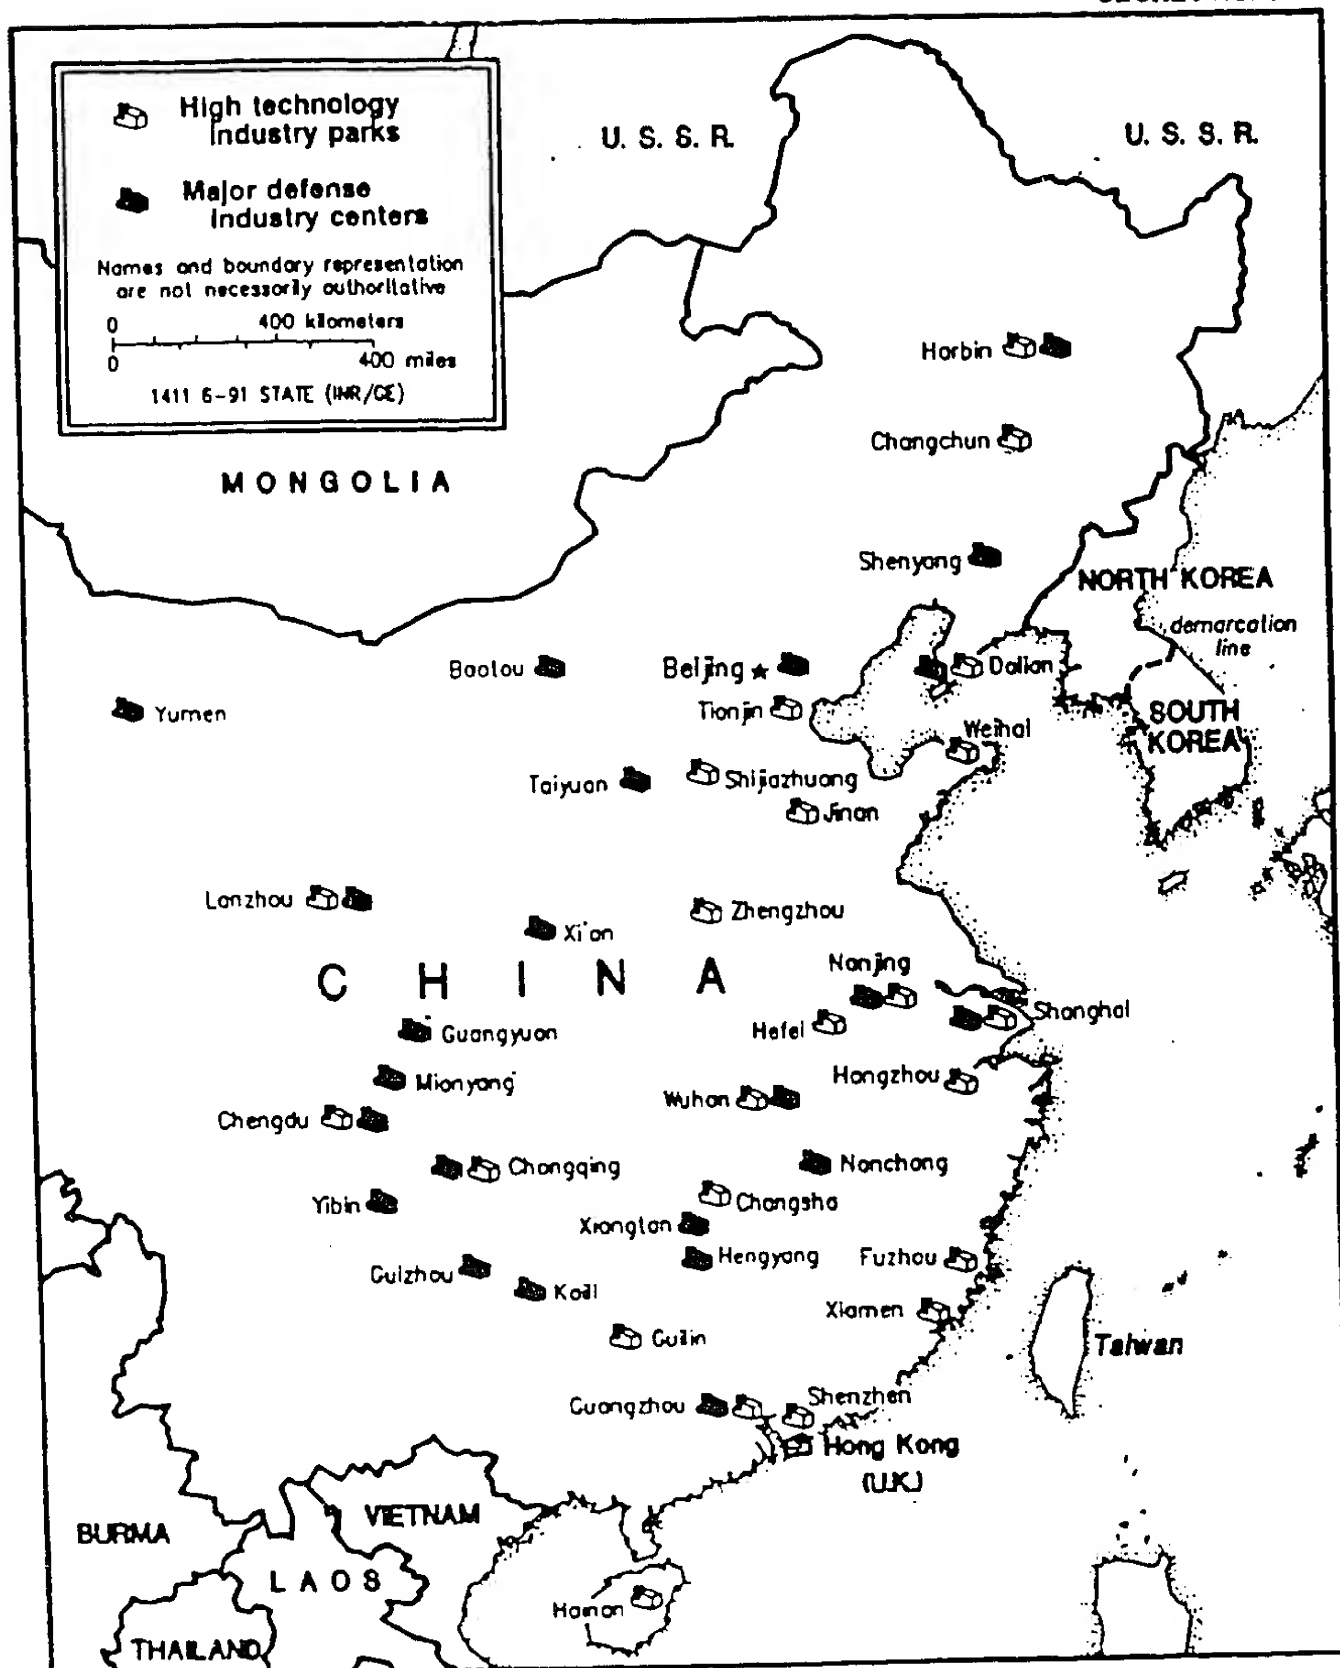 High technology
Industry parks
Major defense
Industry centers
Names and boundary representation
are not necessarily authoritative
0 400 kilometers
0 400 miles
1411 6-91 STATE (INR/GE)
U. S. S. R.
U. S. S. R.
MONGOLIA
Harbin
Changchun
Shenyang
NORTH KOREA
demarcation
line
SOUTH
KOREA
Baotou
Beijing
Dalian
Yumen
Tianjin
Weihai
Taiyuan
Shijiazhuang
Jinan
Lanzhou
Xi'an
Zhengzhou
CHINA
Nanjing
Shanghai
Guangyuan
Hefei
Mianyang
Hangzhou
Wuhan
Chengdu
Chongqing
Nanchang
Yibin
Changsha
Xiangtan
Hengyang
Fuzhou
Guizhou
Kaili
Xiamen
Guilin
Taiwan
Guangzhou
Shenzhen
Hong Kong
(U.K.)
BURMA
VIETNAM
LAOS
Hainan
THAILAND